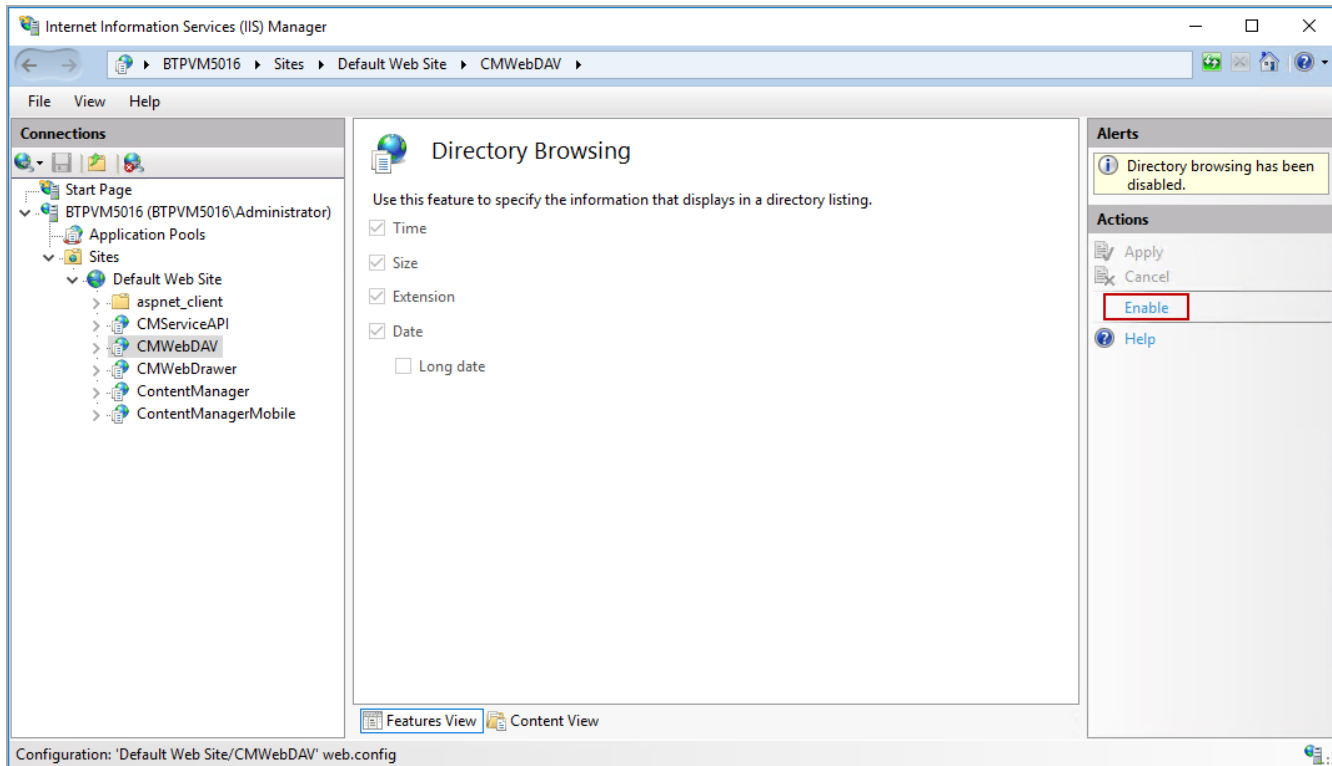 Internet Information Services (IIS) Manager
BTPVM5016 Sites Default Web Site CMWebDAV
File View Help
Connections
Start Page
BTPVM5016 (BTPVM5016\Administrator)
Application Pools
Sites
Default Web Site
aspnet_client
CMServiceAPI
CMWebDAV
CMWebDrawer
ContentManager
ContentManagerMobile
Directory Browsing
Use this feature to specify the information that displays in a directory listing.
Time
Size
Extension
Date
Long date
Features View Content View
Alerts
Directory browsing has been
disabled.
Actions
Apply
Cancel
Enable
Help
Configuration: 'Default Web Site/CMWebDAV' web.config